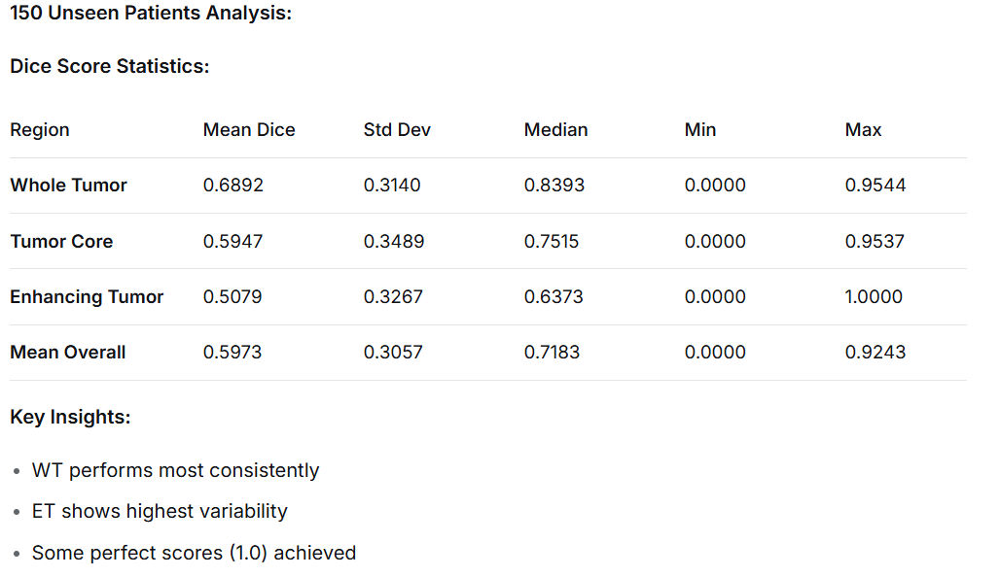 150 Unseen Patients Analysis:
Dice Score Statistics:
Region Mean Dice Std Dev Median Min Max
Whole Tumor 0.6892 0.3140 0.8393 0.0000 0.9544
Tumor Core 0.5947 0.3489 0.7515 0.0000 0.9537
Enhancing Tumor 0.5079 0.3267 0.6373 0.0000 1.0000
Mean Overall 0.5973 0.3057 0.7183 0.0000 0.9243
Key Insights:
• WT performs most consistently
• ET shows highest variability
• Some perfect scores (1.0) achieved